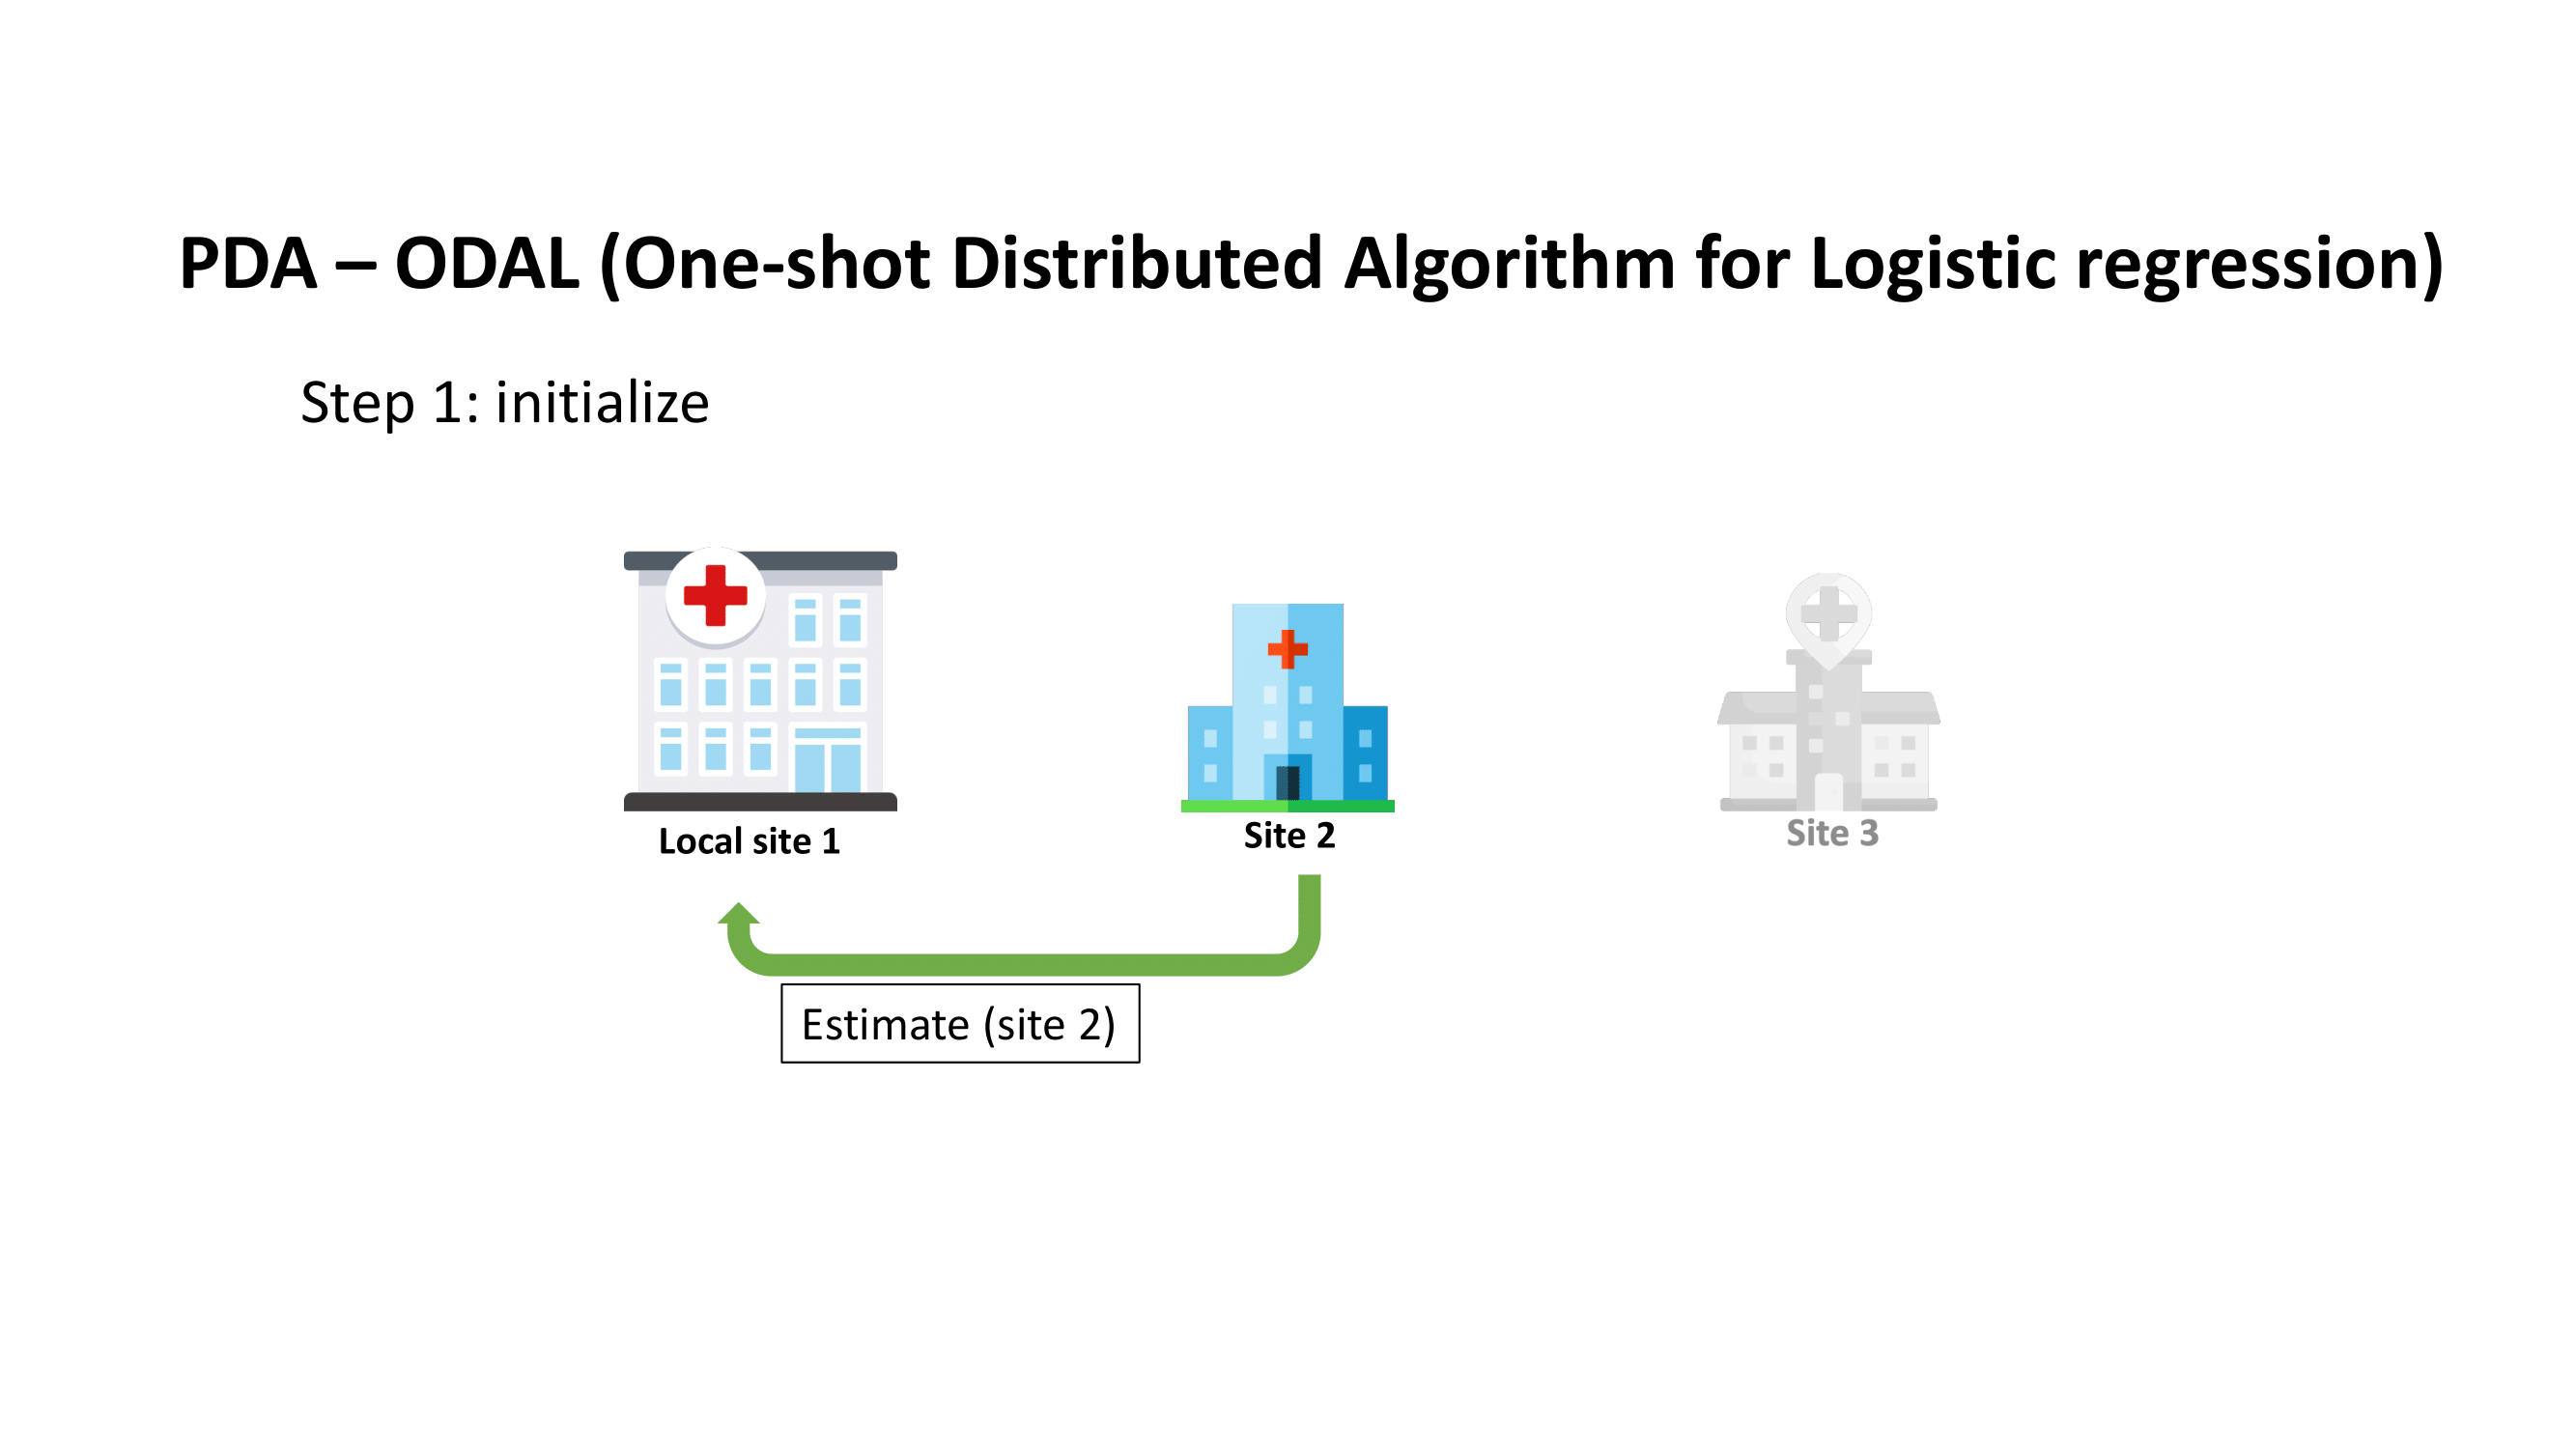 PDA – ODAL (One-shot Distributed Algorithm for Logistic regression)
Step 1: initialize
Local site 1
Site 2
Site 3
Estimate (site 2)